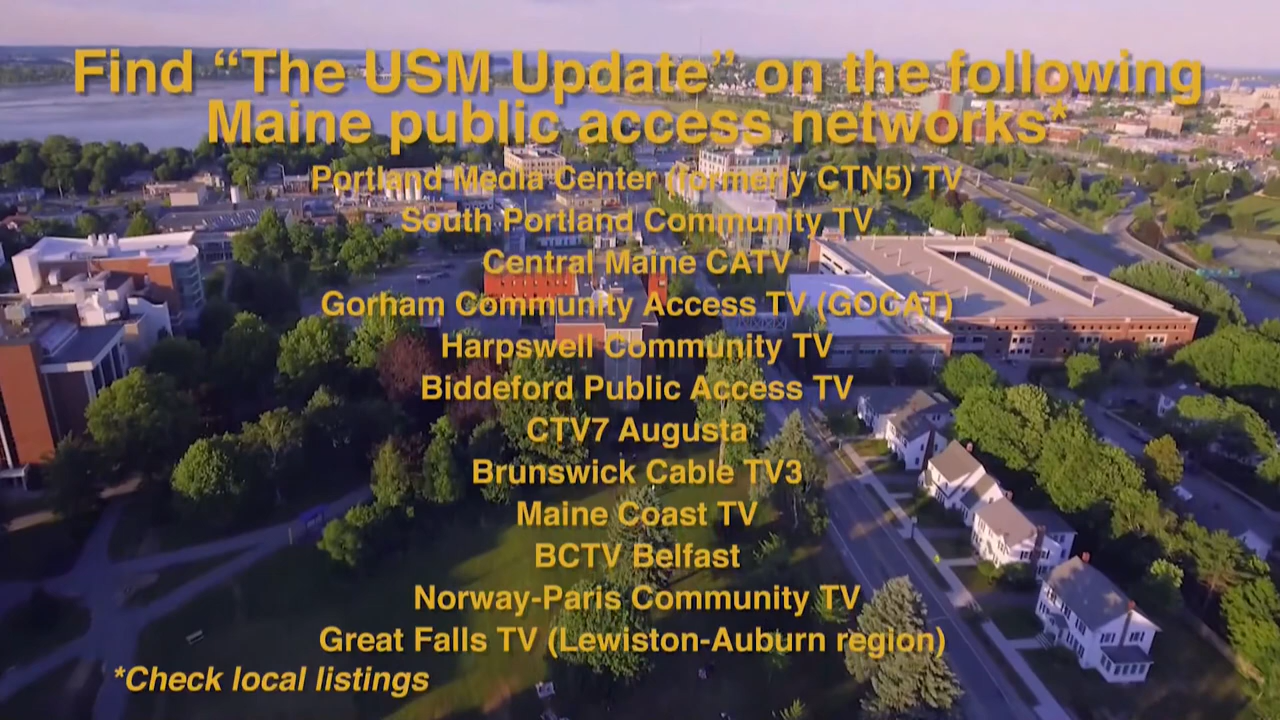 Find “The USM Update” on the following
Maine public access networks*
Portland Media Center (formerly CTN5) TV
South Portland Community TV
Central Maine CATV
Gorham Community Access TV (GOCAT)
Harpswell Community TV
Biddeford Public Access TV
CTV7 Augusta
Brunswick Cable TV3
Maine Coast TV
BCTV Belfast
Norway-Paris Community TV
Great Falls TV (Lewiston-Auburn region)
*Check local listings